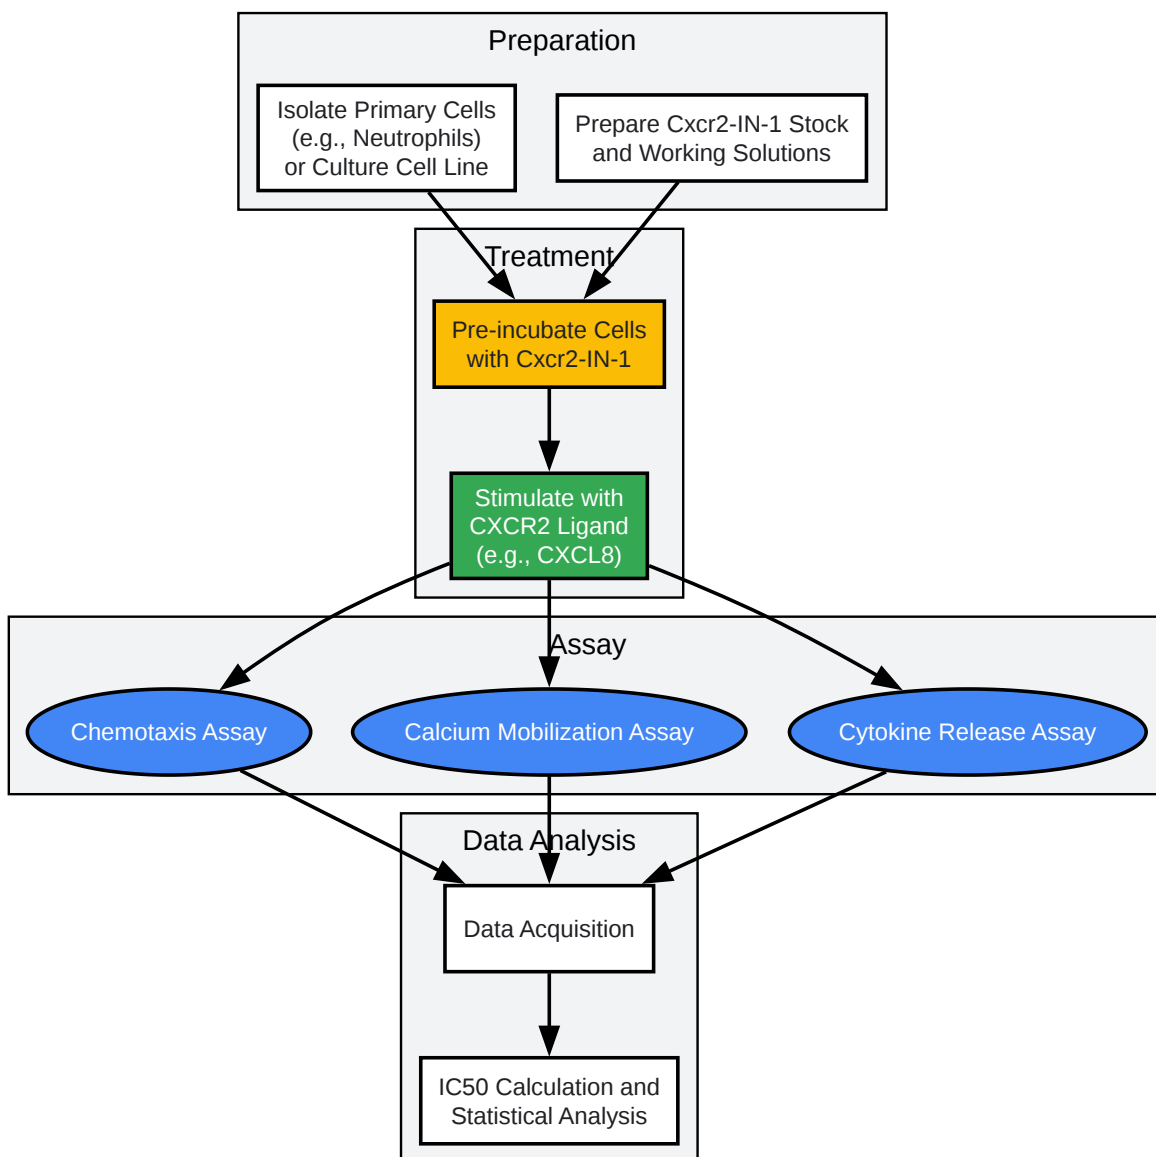 Preparation
Isolate Primary Cells
(e.g., Neutrophils)
or Culture Cell Line
Prepare Cxcr2-IN-1 Stock
and Working Solutions
Treatment
Pre-incubate Cells
with Cxcr2-IN-1
Stimulate with
CXCR2 Ligand
(e.g., CXCL8)
Assay
Chemotaxis Assay
Calcium Mobilization Assay
Cytokine Release Assay
Data Analysis
Data Acquisition
IC50 Calculation and
Statistical Analysis